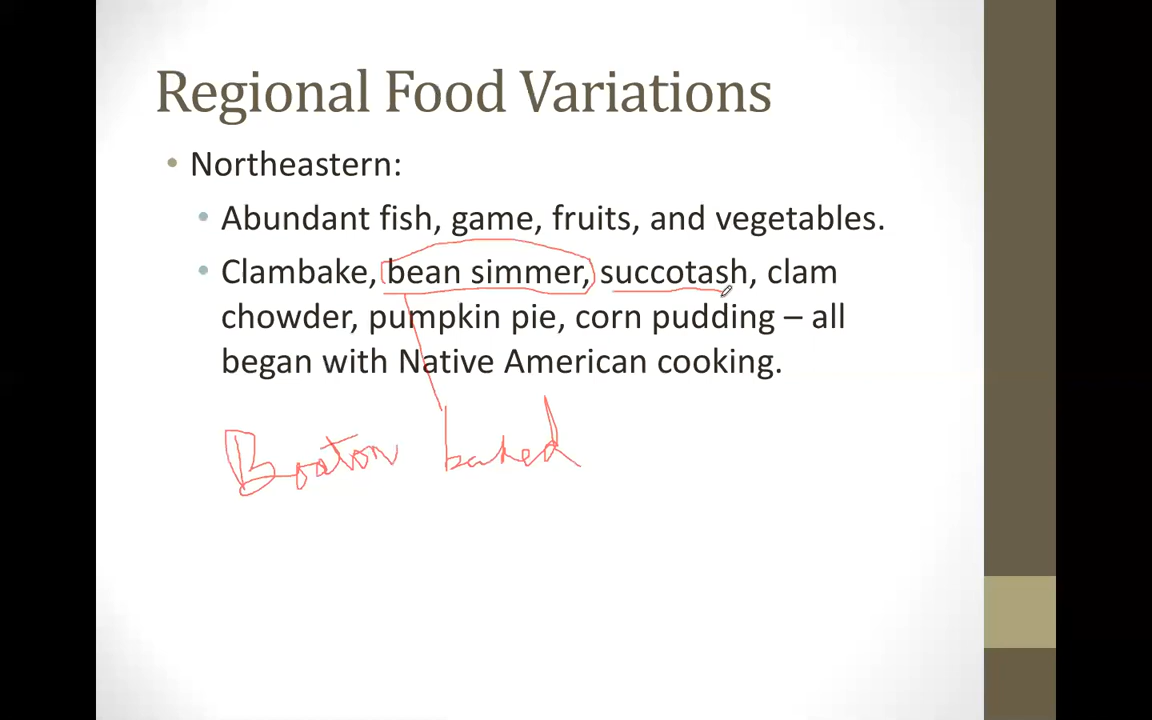 Regional Food Variations
• Northeastern:
• Abundant fish, game, fruits, and vegetables.
• Clambake, bean simmer, succotash, clam
chowder, pumpkin pie, corn pudding – all
began with Native American cooking.
Boston baked